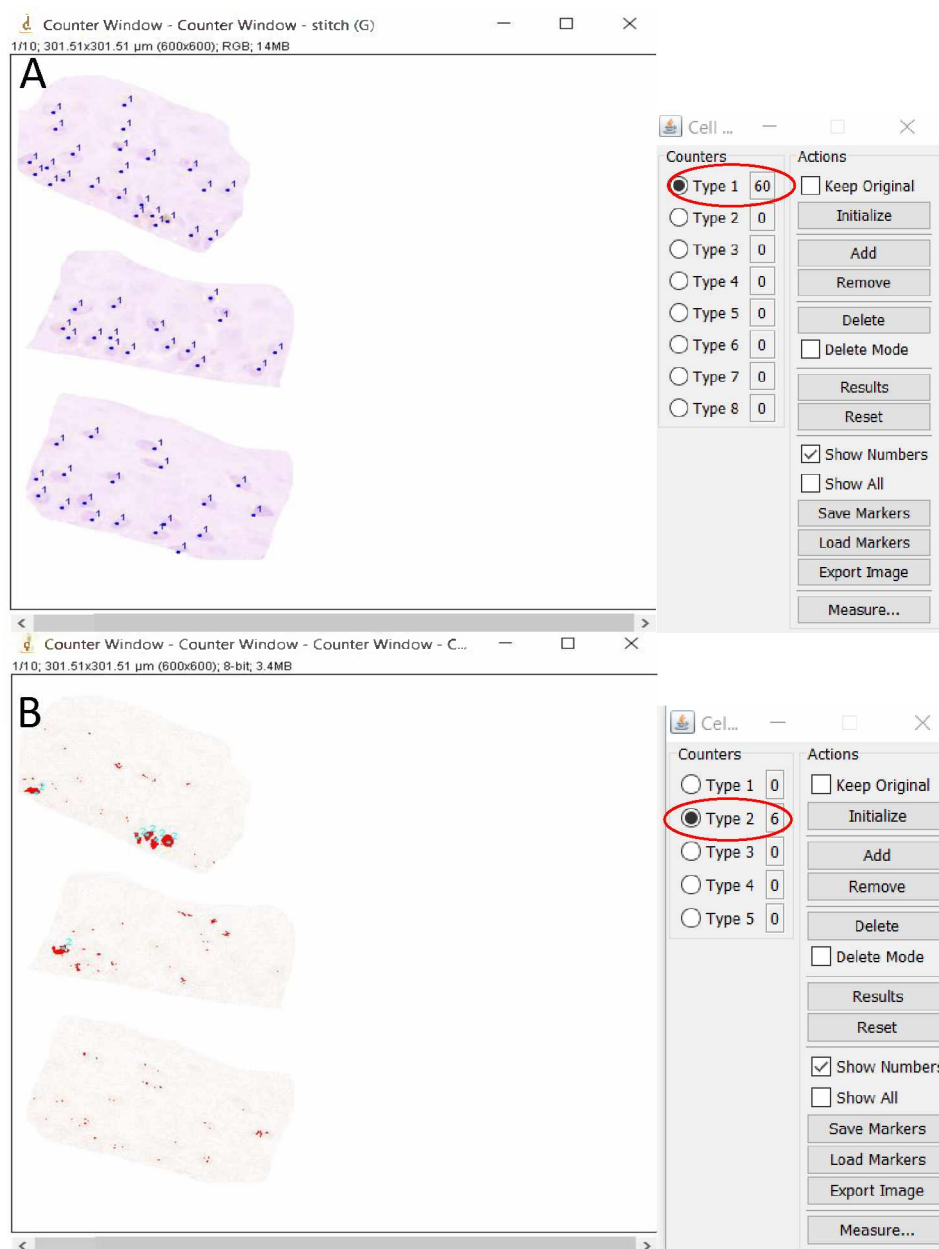 Counter Window - Counter Window - stitch (G)
1/10; 301.51x301.51 µm (600x600); RGB; 14MB
A
Cell ...
Counters
Actions
Type 1 60
Keep Original
Type 2 0
Initialize
Type 3 0
Add
Type 4 0
Remove
Type 5 0
Delete
Type 6 0
Delete Mode
Type 7 0
Results
Type 8 0
Reset
Show Numbers
Show All
Save Markers
Load Markers
Export Image
Measure...
Counter Window - Counter Window - Counter Window - C...
1/10; 301.51x301.51 µm (600x600); 8-bit; 3.4MB
B
Cel...
Counters
Actions
Type 1 0
Keep Original
Type 2 6
Initialize
Type 3 0
Add
Type 4 0
Remove
Type 5 0
Delete
Delete Mode
Results
Reset
Show Numbers
Show All
Save Markers
Load Markers
Export Image
Measure...